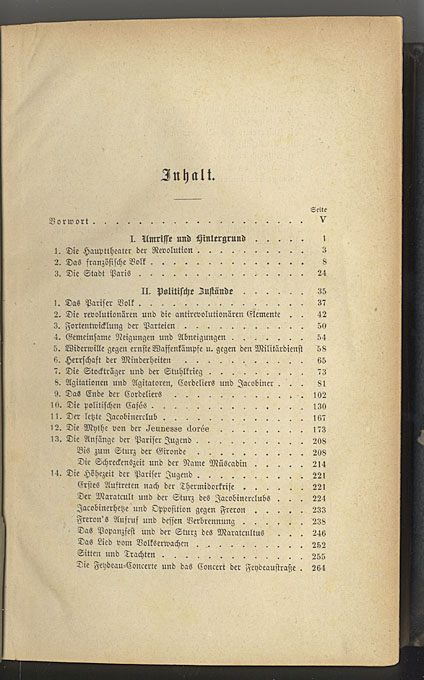 Inhalt.
Seite
Vorwort . . . . . . . . . . . . . . . . . . V
I. Umrisse und Hintergrund . . . . . 1
1. Die Haupttheater der Revolution . . . . . . . . . 3
2. Das französische Volk . . . . . . . . . . . . . 8
3. Die Stadt Paris . . . . . . . . . . . . . . 24
II. Politische Zustände . . . . . . 35
1. Das Pariser Volk . . . . . . . . . . . . . . 37
2. Die revolutionären und die antirevolutionären Elemente . . 42
3. Fortentwicklung der Parteien . . . . . . . . . . 50
4. Gemeinsame Neigungen und Abneigungen . . . . . . 54
5. Widerwille gegen ernste Waffenkämpfe u. gegen den Militärdienst 58
6. Herrschaft der Minderheiten . . . . . . . . . . 65
7. Die Stockträger und der Stuhlkrieg . . . . . . . . 73
8. Agitationen und Agitatoren, Cordeliers und Jacobiner . . . 81
9. Das Ende der Cordeliers . . . . . . . . . . . 102
10. Die politischen Cafés . . . . . . . . . . . . 130
11. Der letzte Jacobinerclub . . . . . . . . . . . 167
12. Die Mythe von der Jeunesse dorée . . . . . . . 173
13. Die Anfänge der Pariser Jugend . . . . . . . . . 208
Bis zum Sturz der Gironde . . . . . . . . . 208
Die Schreckenszeit und der Name Müscadin . . . . . 214
14. Die Höhezeit der Pariser Jugend . . . . . . . . . 221
Erstes Auftreten nach der Thermidorkrise . . . . . . 221
Der Maratcult und der Sturz des Jacobinerclubs . . . . 224
Jacobinerhetze und Opposition gegen Freron . . . . . 233
Freron's Aufruf und dessen Verbrennung . . . . . . 238
Das Popanzfest und der Sturz des Maratcultus . . . . 246
Das Lied vom Volkserwachen . . . . . . . . . 252
Sitten und Trachten . . . . . . . . . . . . 255
Die Feydeau-Concerte und das Concert der Feydeaustraße . 264